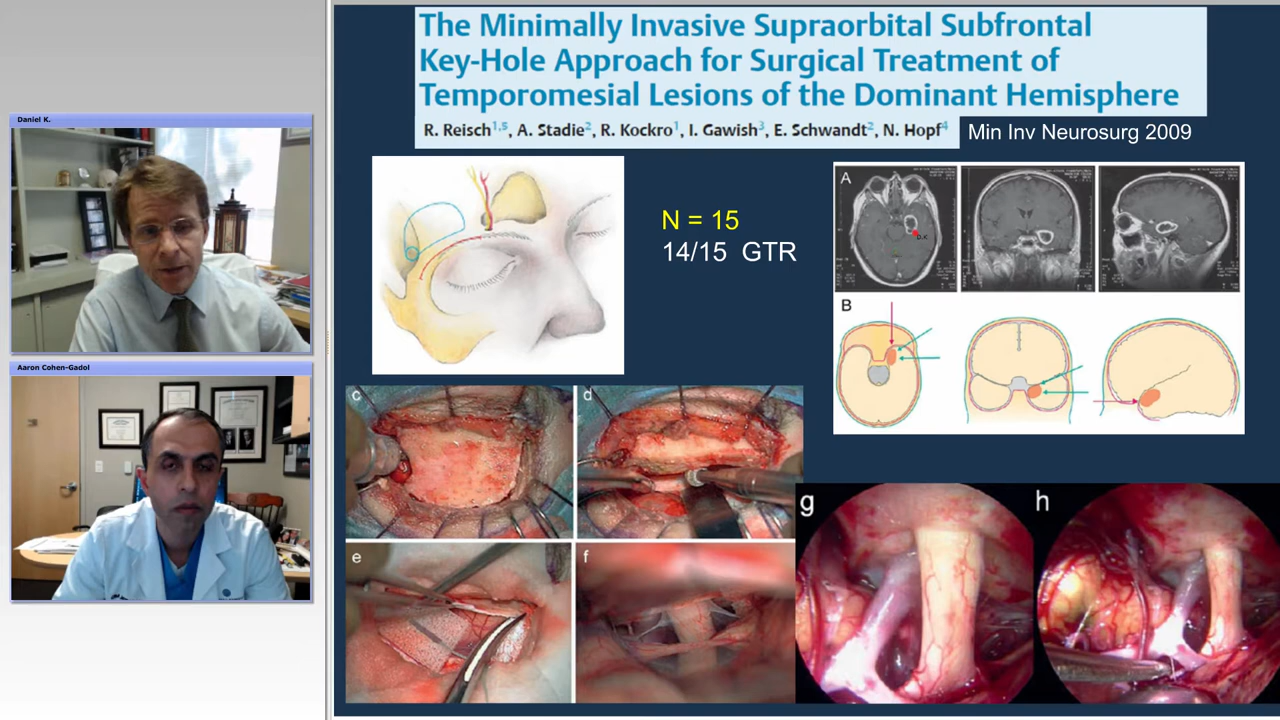 Daniel K.
Aaron Cohen-Gadol
The Minimally Invasive Supraorbital Subfrontal
Key-Hole Approach for Surgical Treatment of
Temporomesial Lesions of the Dominant Hemisphere
R. Reisch1,5, A. Stadie2, R. Kockro1, I. Gawish3, E. Schwandt2, N. Hopf4
Min Inv Neurosurg 2009
N = 15
14/15 GTR
A
D.K
B
c
d
e
f
g
h